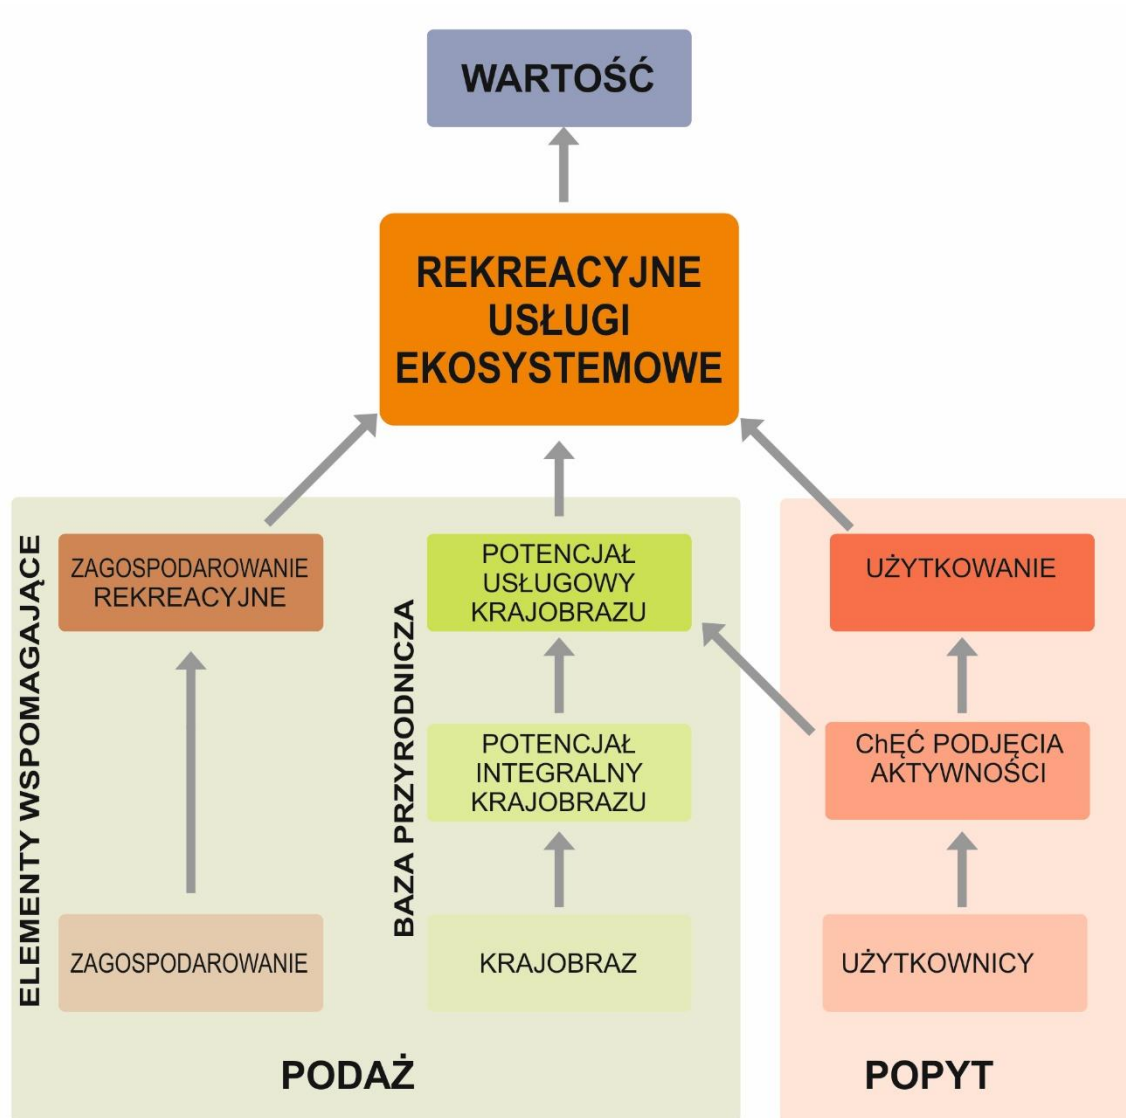 WARTOŚĆ
REKREACYJNE
USŁUGI
EKOSYSTEMOWE
ELEMENTY WSPOMAGAJĄCE
ZAGOSPODAROWANIE
REKREACYJNE
ZAGOSPODAROWANIE
BAZA PRZYRODNICZA
POTENCJAŁ
USŁUGOWY
KRAJOBRAZU
POTENCJAŁ
INTEGRALNY
KRAJOBRAZU
KRAJOBRAZ
PODAŻ
UŻYTKOWANIE
ChĘĆ PODJĘCIA
AKTYWNOŚCI
UŻYTKOWNICY
POPYT